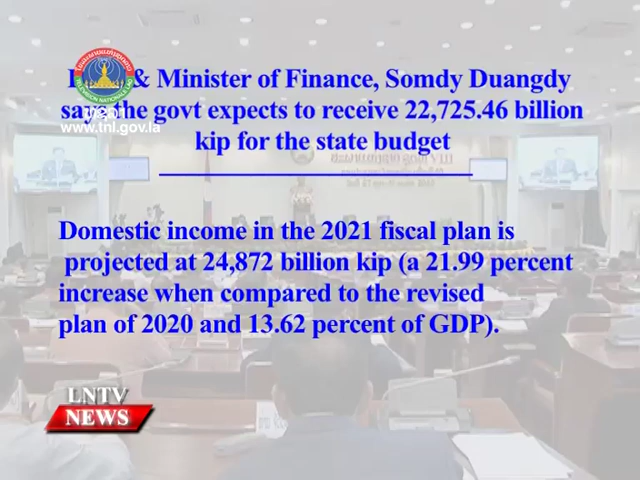 & Minister of Finance, Somdy Duangdy
says the govt expects to receive 22,725.46 billion
kip for the state budget
www.tnl.gov.la
Domestic income in the 2021 fiscal plan is
projected at 24,872 billion kip (a 21.99 percent
increase when compared to the revised
plan of 2020 and 13.62 percent of GDP).
LNTV
NEWS